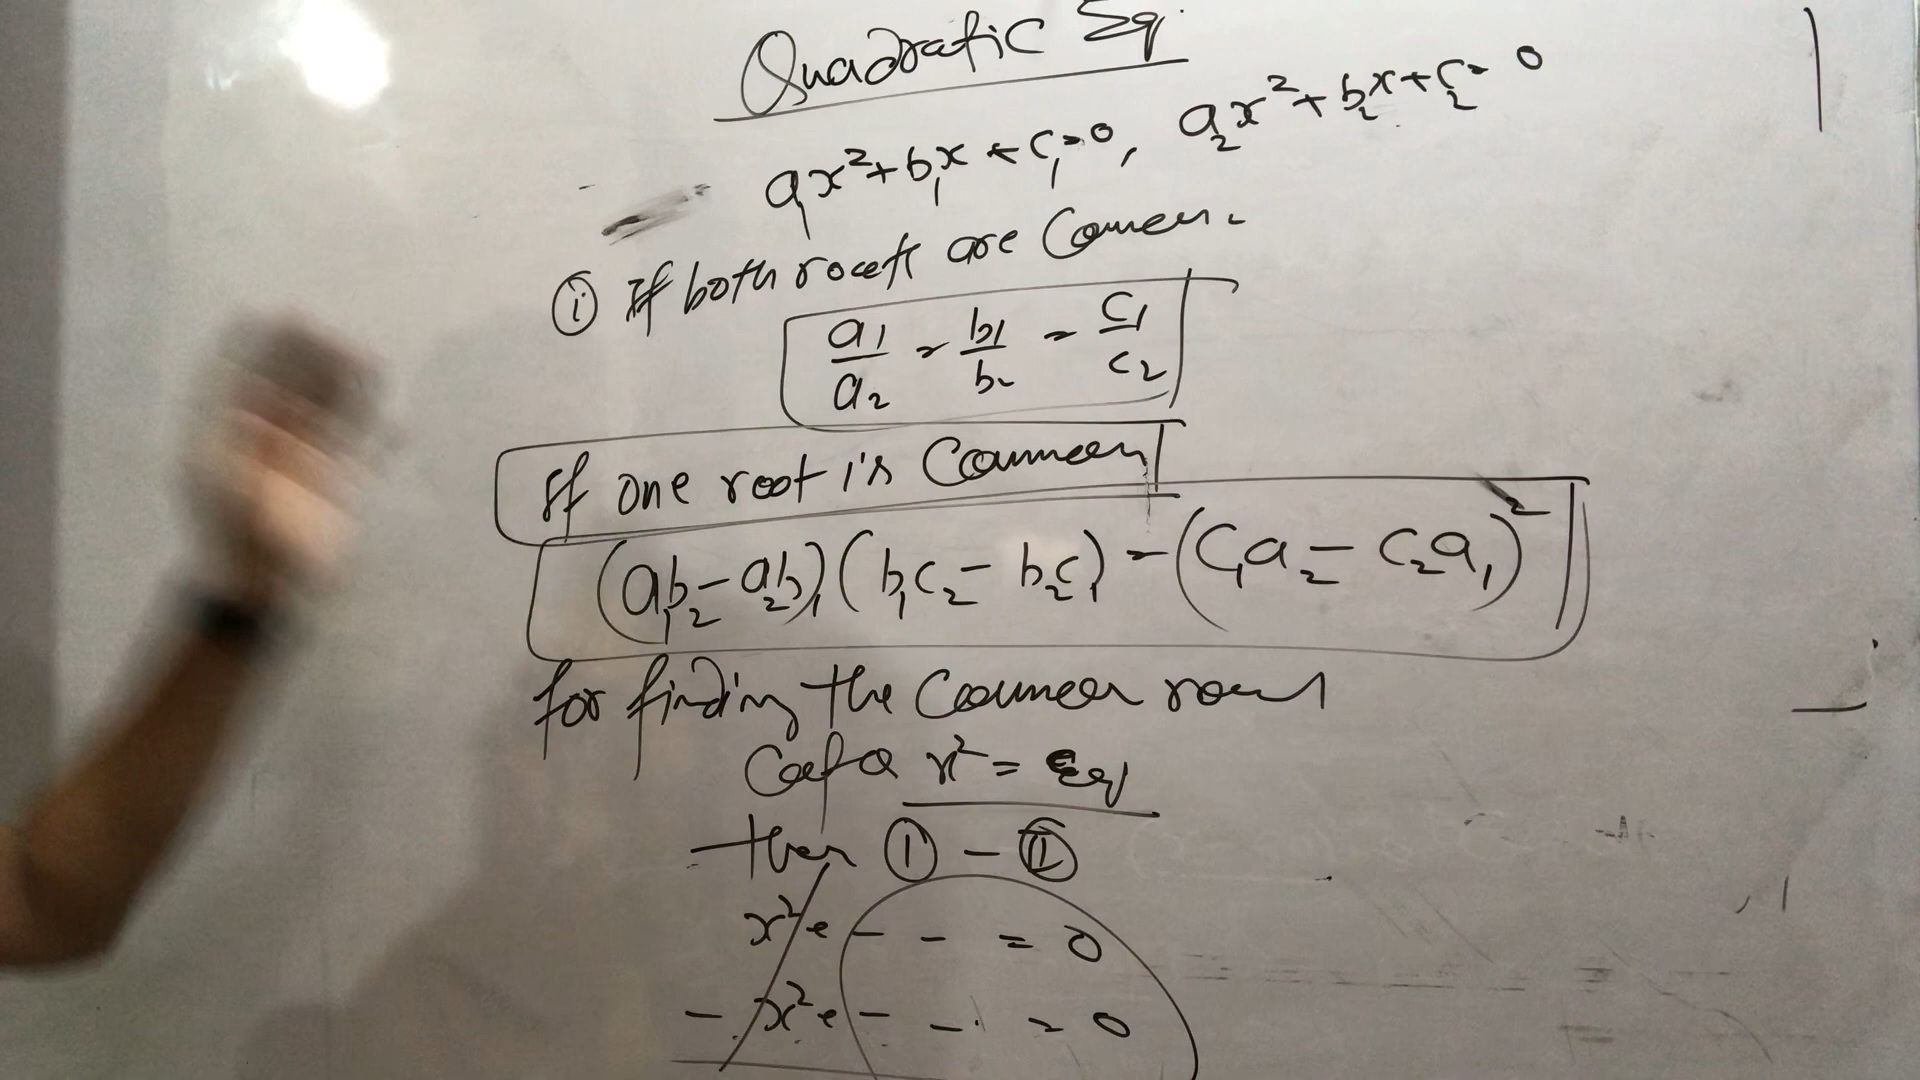 Quadratic Eq.
a₁x²+b₁x+c₁=0, a₂x²+b₂x+c₂=0
① If both roots are Common.
a₁/a₂ = b₁/b₂ = c₁/c₂
If one root is Common
(a₁b₂-a₂b₁)(b₁c₂-b₂c₁) = (c₁a₂-c₂a₁)²
for finding the Common root
x² = Eq
then ① - ②
x²+ - - = 0
- x²+ - - = 0